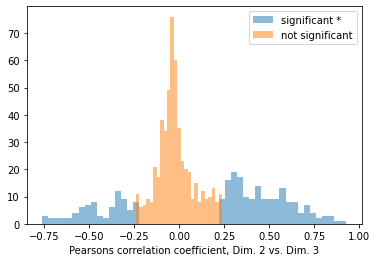 significant *
not significant
80
70
60
50
40
30
20
10
0
-0.75 -0.50 -0.25 0.00 0.25 0.50 0.75 1.00
Pearsons correlation coefficient, Dim. 2 vs. Dim. 3